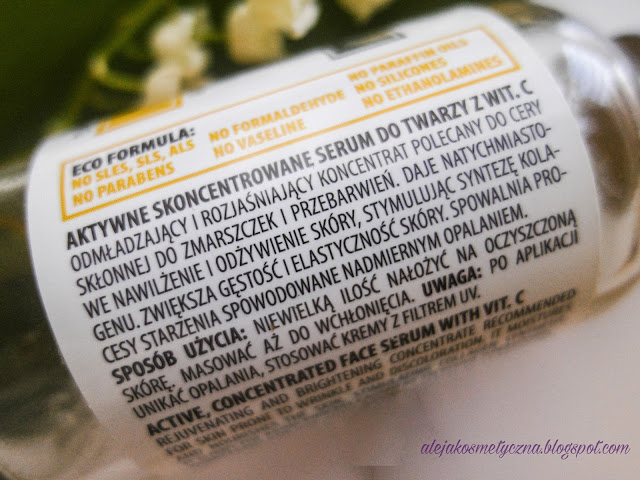 ECO FORMULA:
NO SLES, SLS, ALS
NO PARABENS
NO FORMALDEHYDE
NO VASELINE
NO PARAFFIN OILS
NO SILICONES
NO ETHANOLAMINES
AKTYWNE SKONCENTROWANE SERUM DO TWARZY Z WIT. C
ODMŁADZAJĄCY I ROZJAŚNIAJĄCY KONCENTRAT POLECANY DO CERY
SKŁONNEJ DO ZMARSZCZEK I PRZEBARWIEŃ. DAJE NATYCHMIASTO-
WE NAWILŻENIE I ODŻYWIENIE SKÓRY, STYMULUJĄC SYNTEZĘ KOLA-
GENU. ZWIĘKSZA GĘSTOŚĆ I ELASTYCZNOŚĆ SKÓRY. SPOWALNIA PRO-
CESY STARZENIA SPOWODOWANE NADMIERNYM OPALANIEM.
SPOSÓB UŻYCIA: NIEWIELKĄ ILOŚĆ NAŁOŻYĆ NA OCZYSZCZONĄ
SKÓRĘ, MASOWAĆ AŻ DO WCHŁONIĘCIA. UWAGA: PO APLIKACJI
UNIKAĆ OPALANIA, STOSOWAĆ KREMY Z FILTREM UV.
ACTIVE, CONCENTRATED FACE SERUM WITH VIT. C
REJUVENATING AND BRIGHTENING CONCENTRATE RECOMMENDED
FOR SKIN PRONE TO WRINKLES AND DISCOLORATION. IT MOISTURES
alejakosmetyczna.blogspot.com